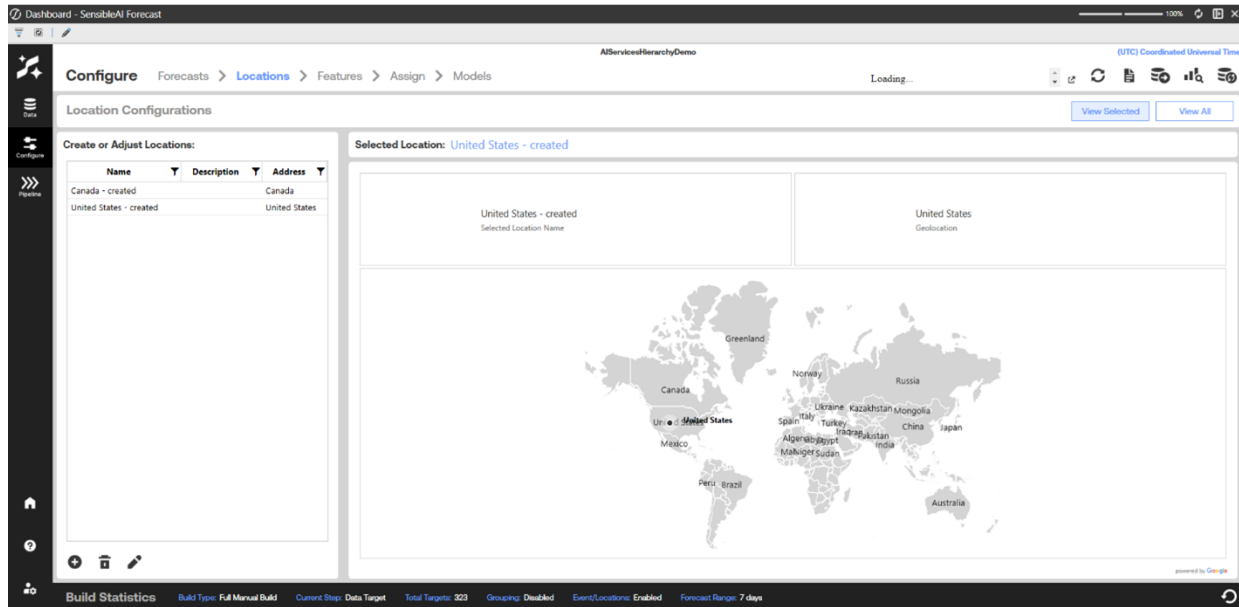 Dashboard - SensibleAI Forecast
100%
AIServicesHierarchyDemo
(UTC) Coordinated Universal Time
Configure Forecasts > Locations > Features > Assign > Models
Loading...
Data
Configure
Pipeline
Location Configurations
View Selected
View All
Create or Adjust Locations:
Name Description Address
Canada - created Canada
United States - created United States
Selected Location: United States - created
United States - created
Selected Location Name
United States
Geolocation
Greenland
Norway
Russia
Canada
Ukraine Kazakhstan Mongolia
United States
Spain Italy Turkey China Japan
Iraq Iran Pakistan
Mexico
Algeria Libya Egypt India
Mali Niger Sudan
Peru Brazil
Australia
powered by Google
Build Statistics Build Type: Full Manual Build Current Step: Data Target Total Targets: 323 Grouping: Disabled Event/Locations: Enabled Forecast Range: 7 days